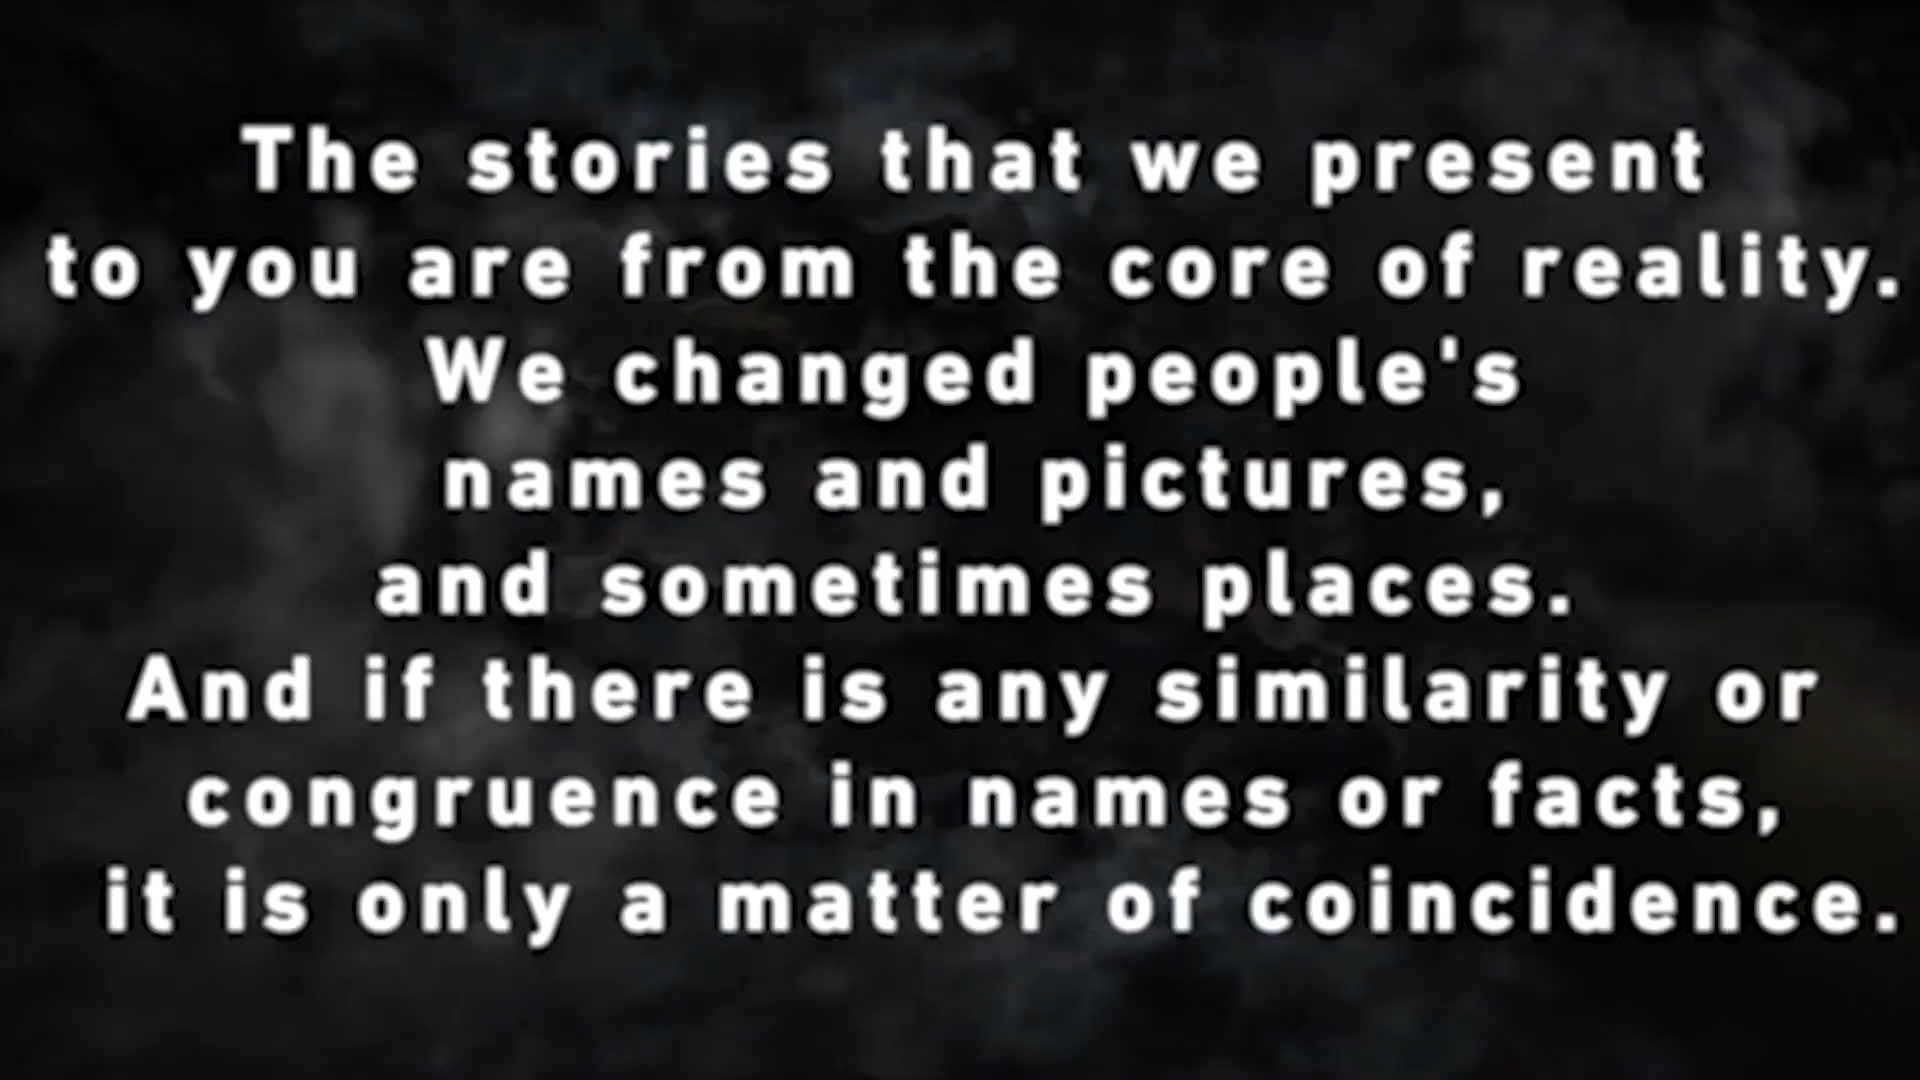 The stories that we present
to you are from the core of reality.
We changed people's
names and pictures,
and sometimes places.
And if there is any similarity or
congruence in names or facts,
it is only a matter of coincidence.